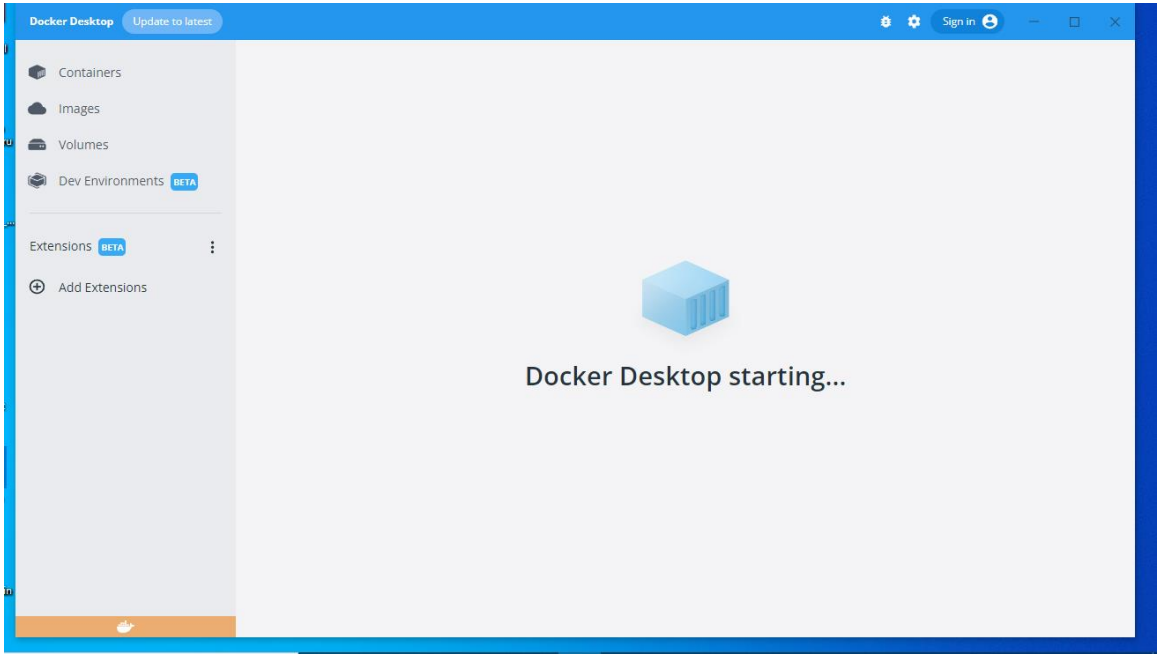 Docker Desktop Update to latest Sign in
Containers
Images
Volumes
Dev Environments BETA
Extensions BETA
Add Extensions
Docker Desktop starting...